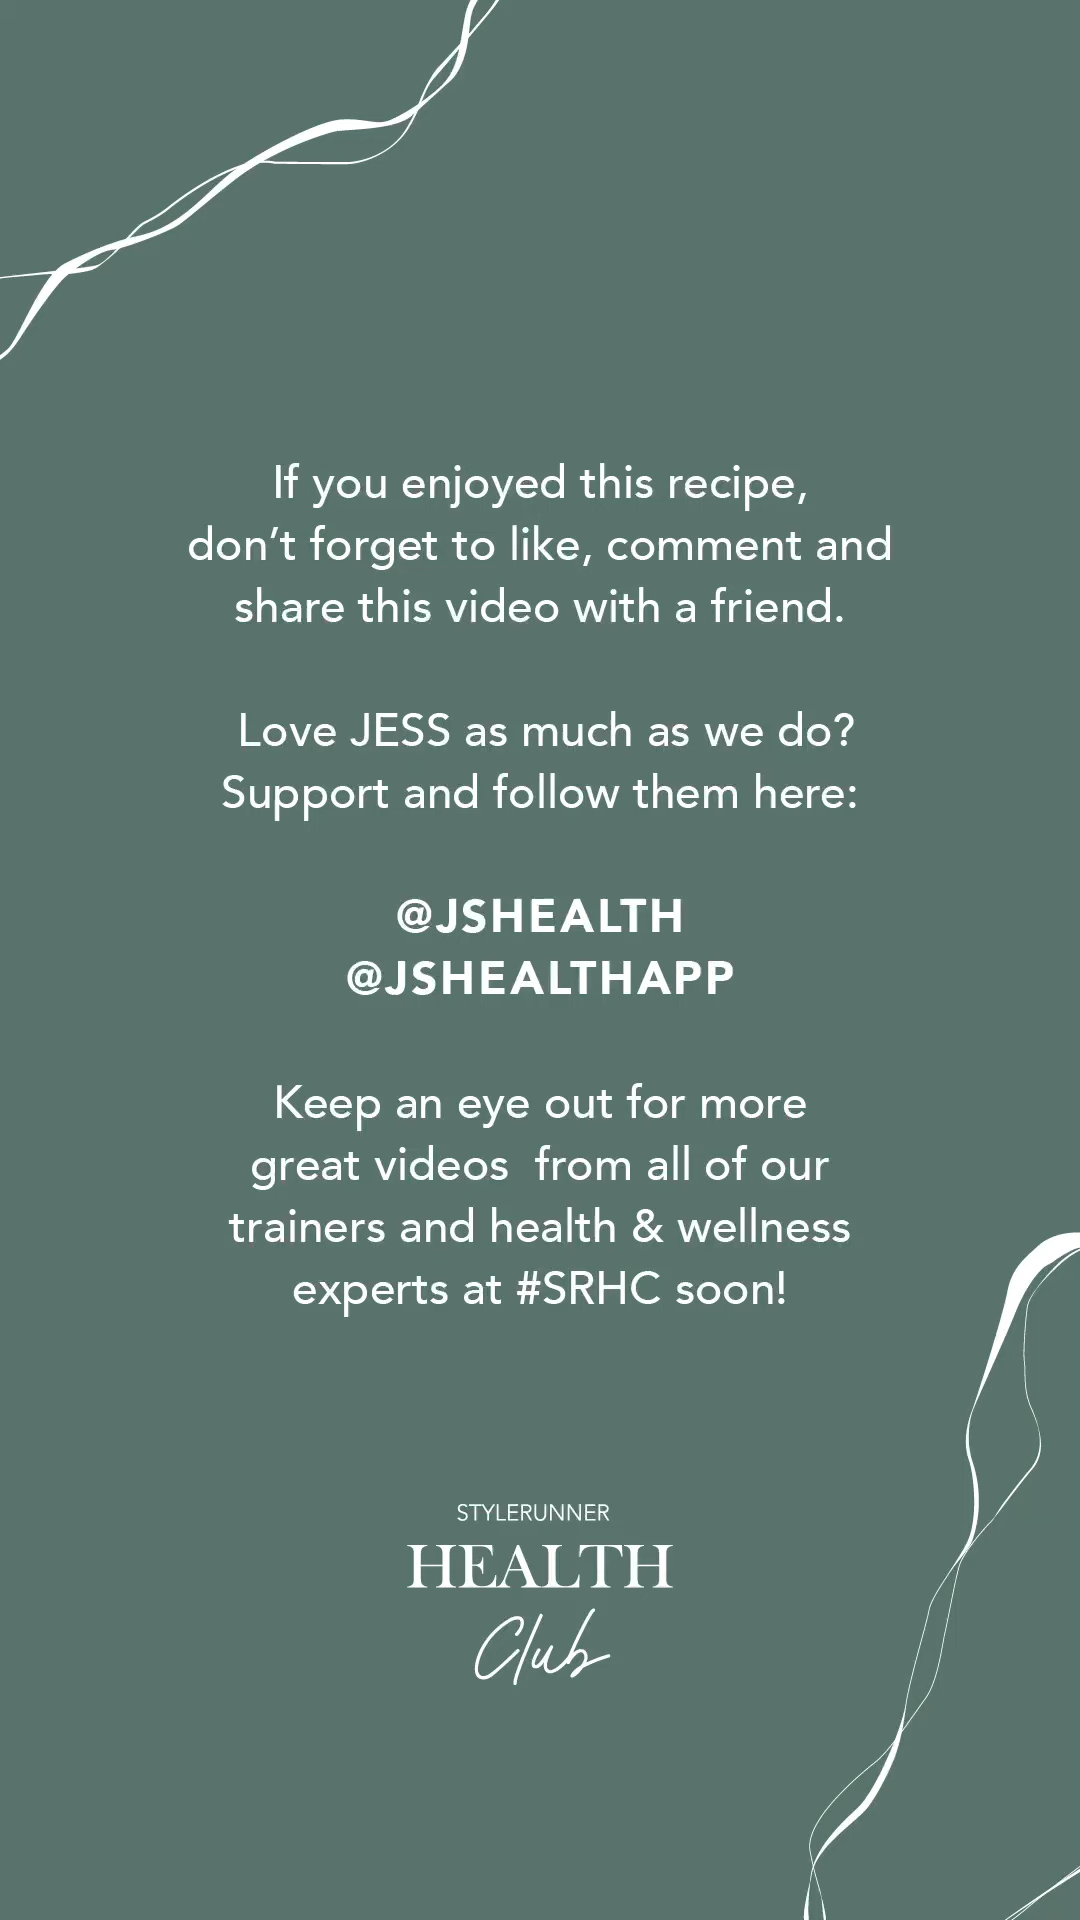 If you enjoyed this recipe,
don’t forget to like, comment and
share this video with a friend.
Love JESS as much as we do?
Support and follow them here:
@JSHEALTH
@JSHEALTHAPP
Keep an eye out for more
great videos  from all of our
trainers and health & wellness
experts at #SRHC soon!
STYLERUNNER
HEALTH
Club